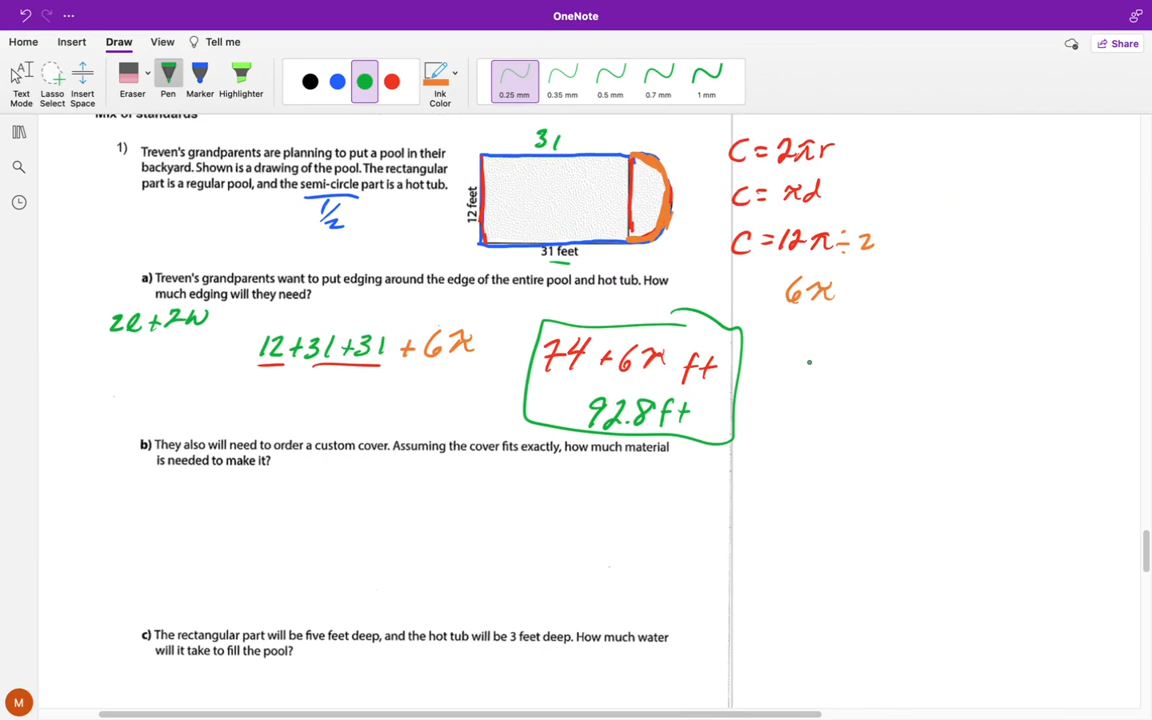 OneNote
Home Insert Draw View Tell me
Share
Text Mode
Lasso Select
Insert Space
Eraser
Pen
Marker
Highlighter
Ink Color
0.25 mm
0.35 mm
0.5 mm
0.7 mm
1 mm
Mix of standards
1) Treven's grandparents are planning to put a pool in their
backyard. Shown is a drawing of the pool. The rectangular
part is a regular pool, and the semi-circle part is a hot tub.
1/2
31
12 feet
31 feet
C = 2πr
C = πd
C = 12π ÷ 2
6π
a) Treven's grandparents want to put edging around the edge of the entire pool and hot tub. How
much edging will they need?
2l + 2w
12 + 31 + 31 + 6π
74 + 6π ft
92.8 ft
b) They also will need to order a custom cover. Assuming the cover fits exactly, how much material
is needed to make it?
c) The rectangular part will be five feet deep, and the hot tub will be 3 feet deep. How much water
will it take to fill the pool?
M